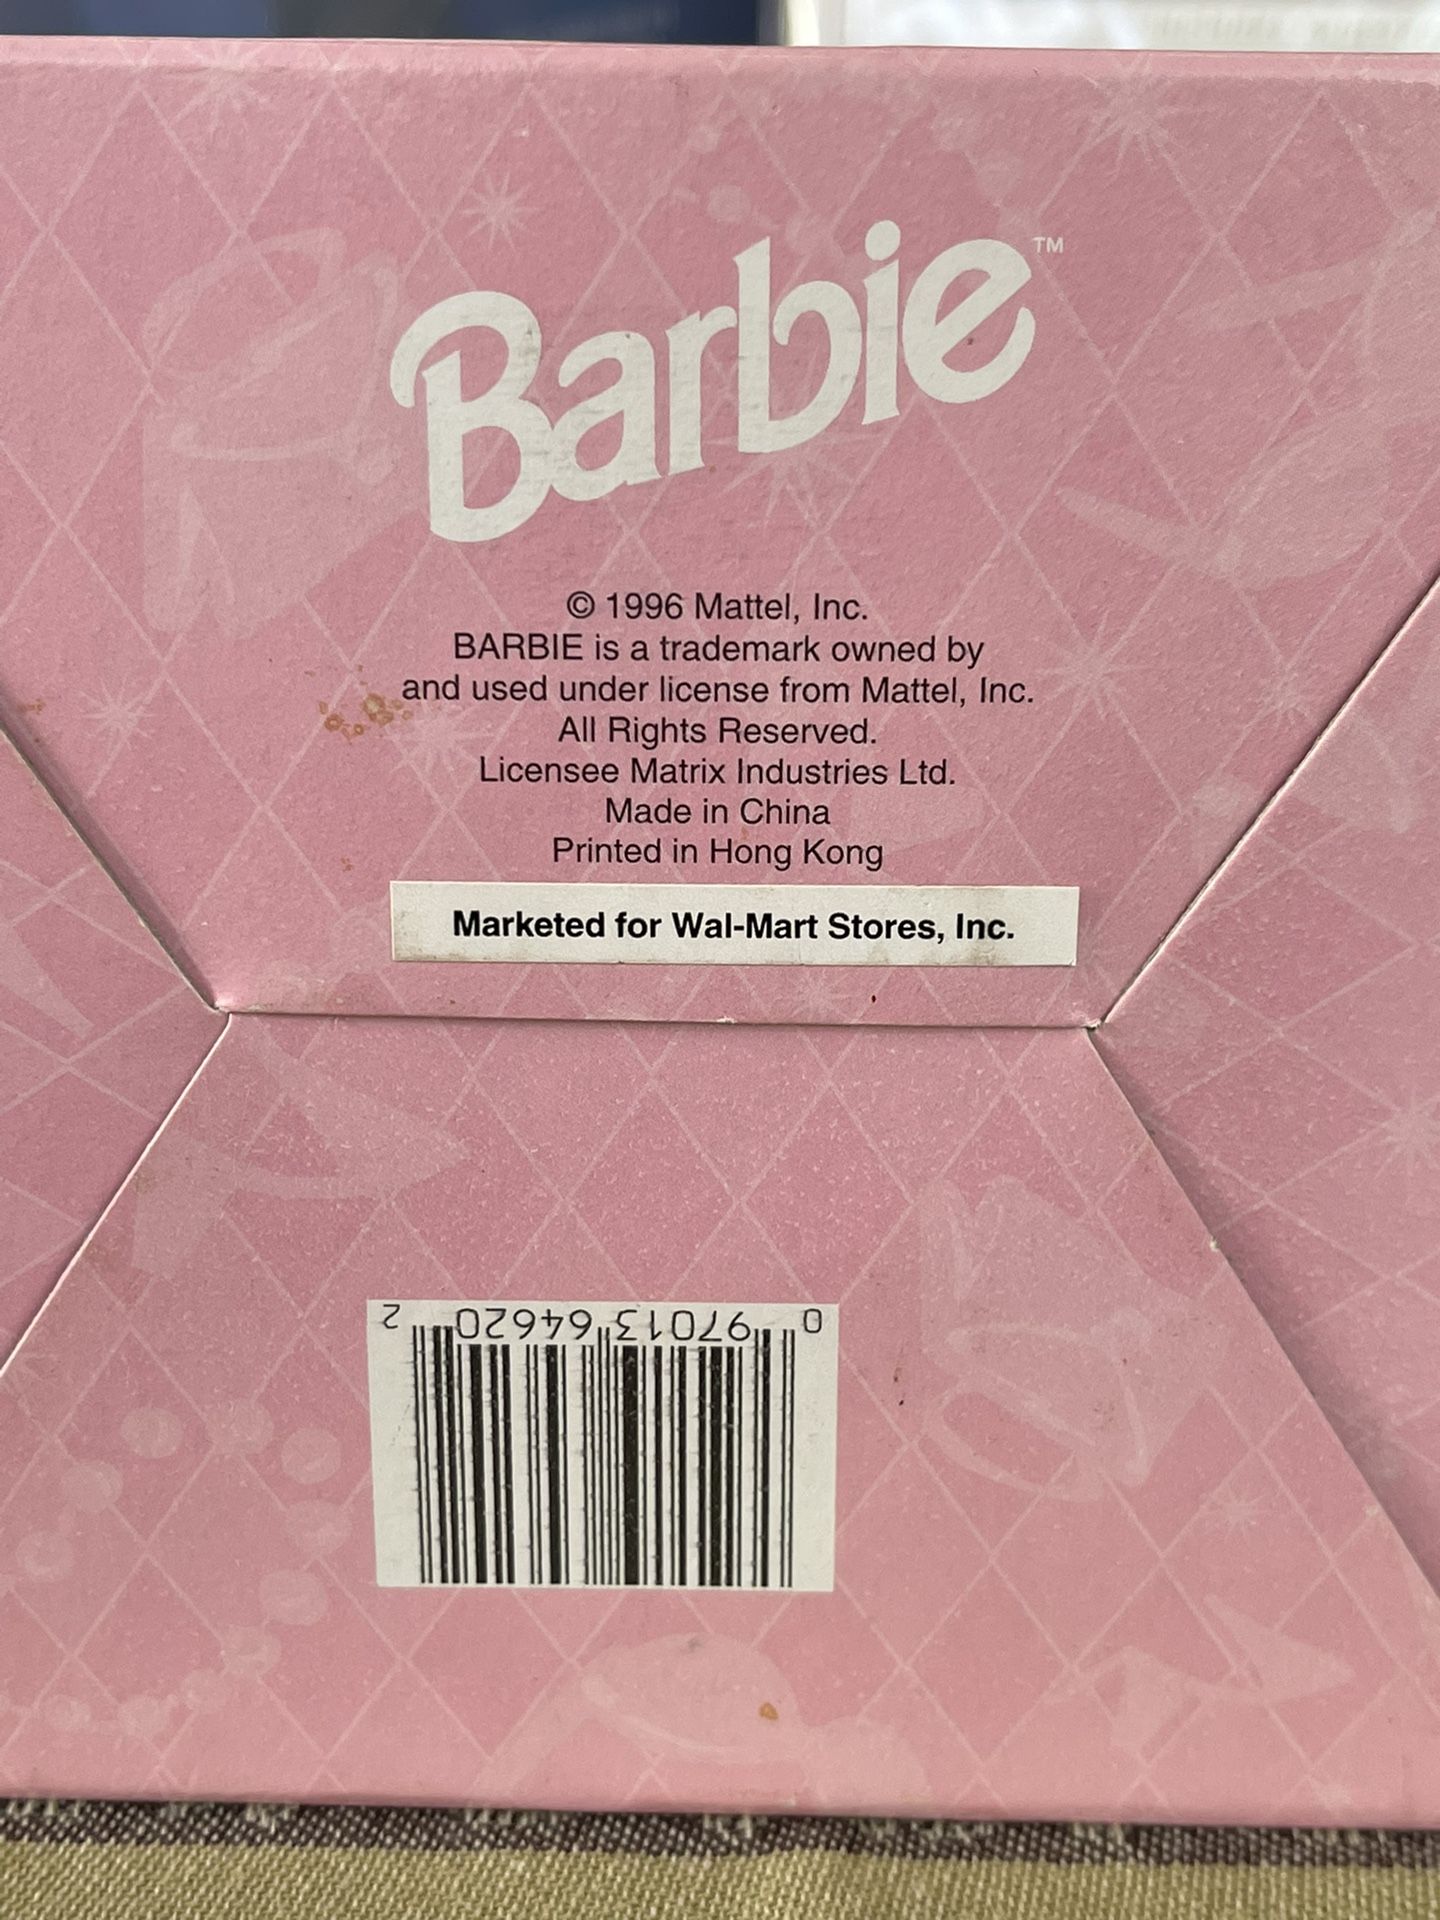 Barbie™
© 1996 Mattel, Inc.
BARBIE is a trademark owned by
and used under license from Mattel, Inc.
All Rights Reserved.
Licensee Matrix Industries Ltd.
Made in China
Printed in Hong Kong
Marketed for Wal-Mart Stores, Inc.
0 97013 64620 2